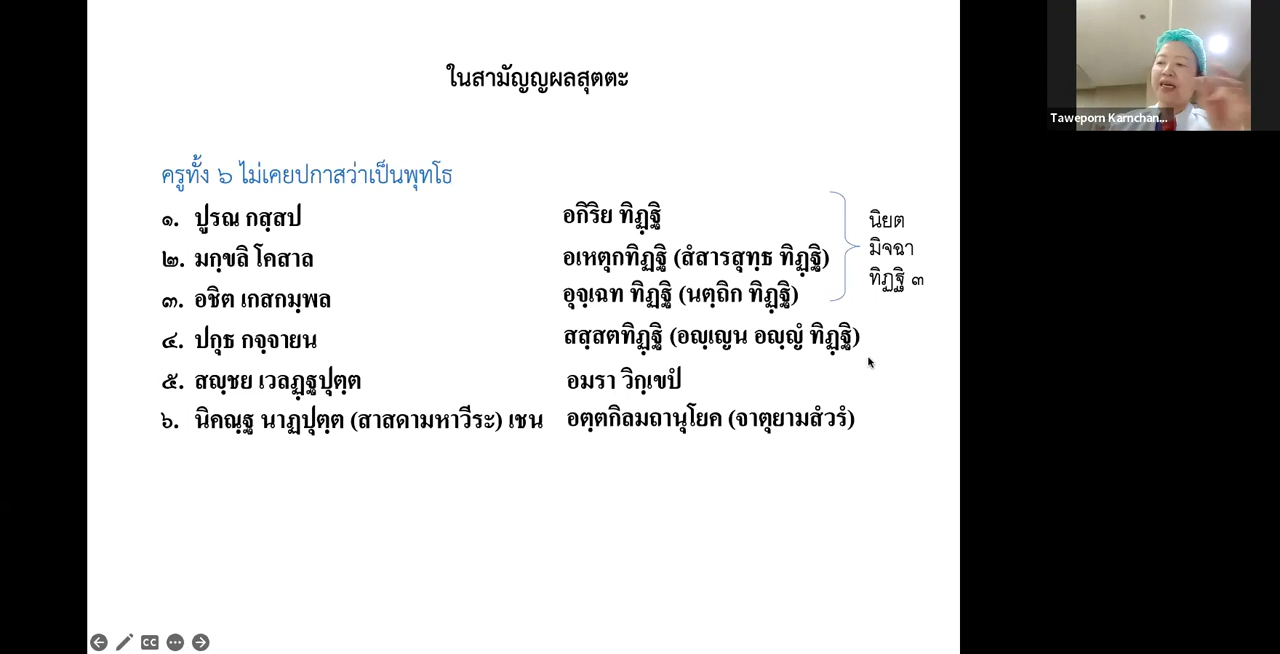 ในสามัญญผลสุตตะ
ครูทั้ง ๖ ไม่เคยปกาสว่าเป็นพุทโธ
๑. ปูรณ กสฺสป อกิริย ทิฏฺฐิ
๒. มกฺขลิ โคสาล อเหตุกทิฏฺฐิ (สํสารสุทฺธ ทิฏฺฐิ)
๓. อชิต เกสกมฺพล อุจฺเฉท ทิฏฺฐิ (นตฺถิก ทิฏฺฐิ)
นิยต
มิจฉา
ทิฏฐิ ๓
๔. ปกุธ กจฺจายน สสฺสตทิฏฺฐิ (อญฺเญน อญฺญํ ทิฏฺฐิ)
๕. สญฺชย เวลฏฺฐปุตฺต อมรา วิกฺเขปํ
๖. นิคณฺฐ นาฏปุตฺต (สาสดามหาวีระ) เชน อตฺตกิลมถานุโยค (จาตุยามสํวรํ)
Taweporn Karnchan...
CC